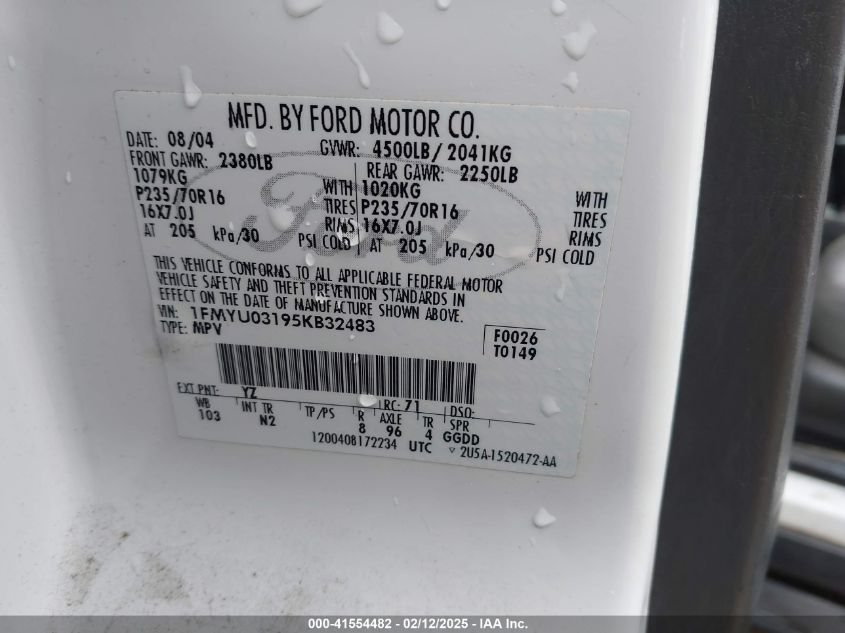 MFD. BY FORD MOTOR CO.
DATE: 08/04 GVWR: 4500LB/ 2041KG
FRONT GAWR: 2380LB REAR GAWR: 2250LB
1079KG WITH 1020KG WITH
P235/70R16 TIRES P235/70R16 TIRES
16X7.0J RIMS 16X7.0J RIMS
AT 205 kPa/30 PSI COLD AT 205 kPa/30 PSI COLD
Ford
THIS VEHICLE CONFORMS TO ALL APPLICABLE FEDERAL MOTOR
VEHICLE SAFETY AND THEFT PREVENTION STANDARDS IN
EFFECT ON THE DATE OF MANUFACTURE SHOWN ABOVE.
VIN: 1FMYU03195KB32483
TYPE: MPV
F0026
T0149
EXT PNT: YZ RC: 71 DSO:
WB INT TR TP/PS R AXLE TR SPR
103 N2 8 96 4 GGDD
1200408172234 UTC ▿ 2U5A-1520472-AA
000-41554482 - 02/12/2025 - IAA Inc.